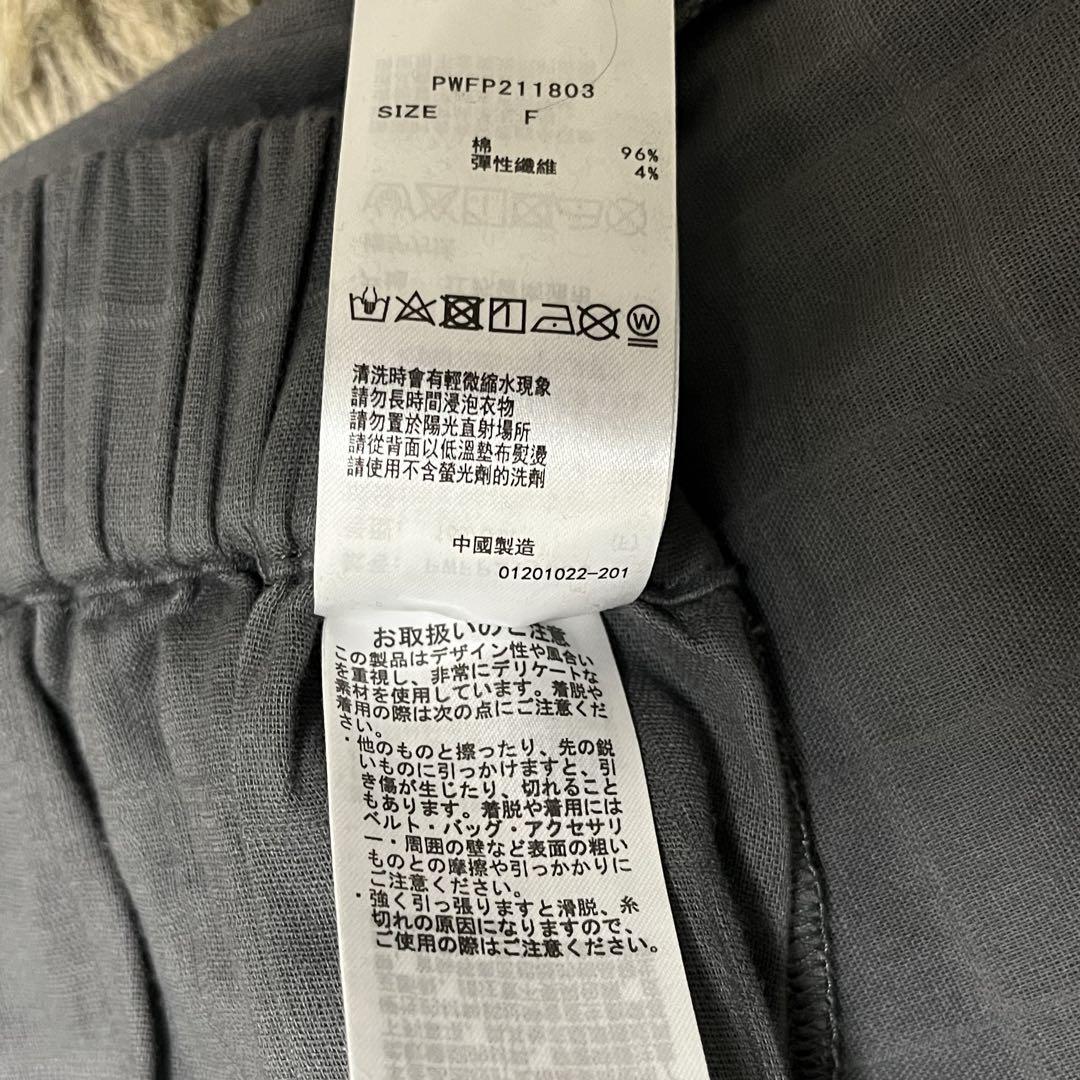 PWFP211803
SIZE F
棉 96%
彈性纖維 4%
W
清洗時會有輕微縮水現象
請勿長時間浸泡衣物
請勿置於陽光直射場所
請從背面以低溫墊布熨燙
請使用不含螢光劑的洗劑
中國製造
01201022-201
お取扱いのご注意
この製品はデザイン性や風合い
を重視し、非常にデリケートな
素材を使用しています。着脱や
着用の際は次の点にご注意くだ
さい。
・他のものと擦ったり、先の鋭
いものに引っかけますと、引
き傷が生じたり、切れること
もあります。着脱や着用には
ベルト・バッグ・アクセサリ
ー・周囲の壁など表面の粗い
ものとの摩擦や引っかかりに
ご注意ください。
・強く引っ張りますと滑脱、糸
切れの原因になりますので、
ご使用の際はご注意ください。